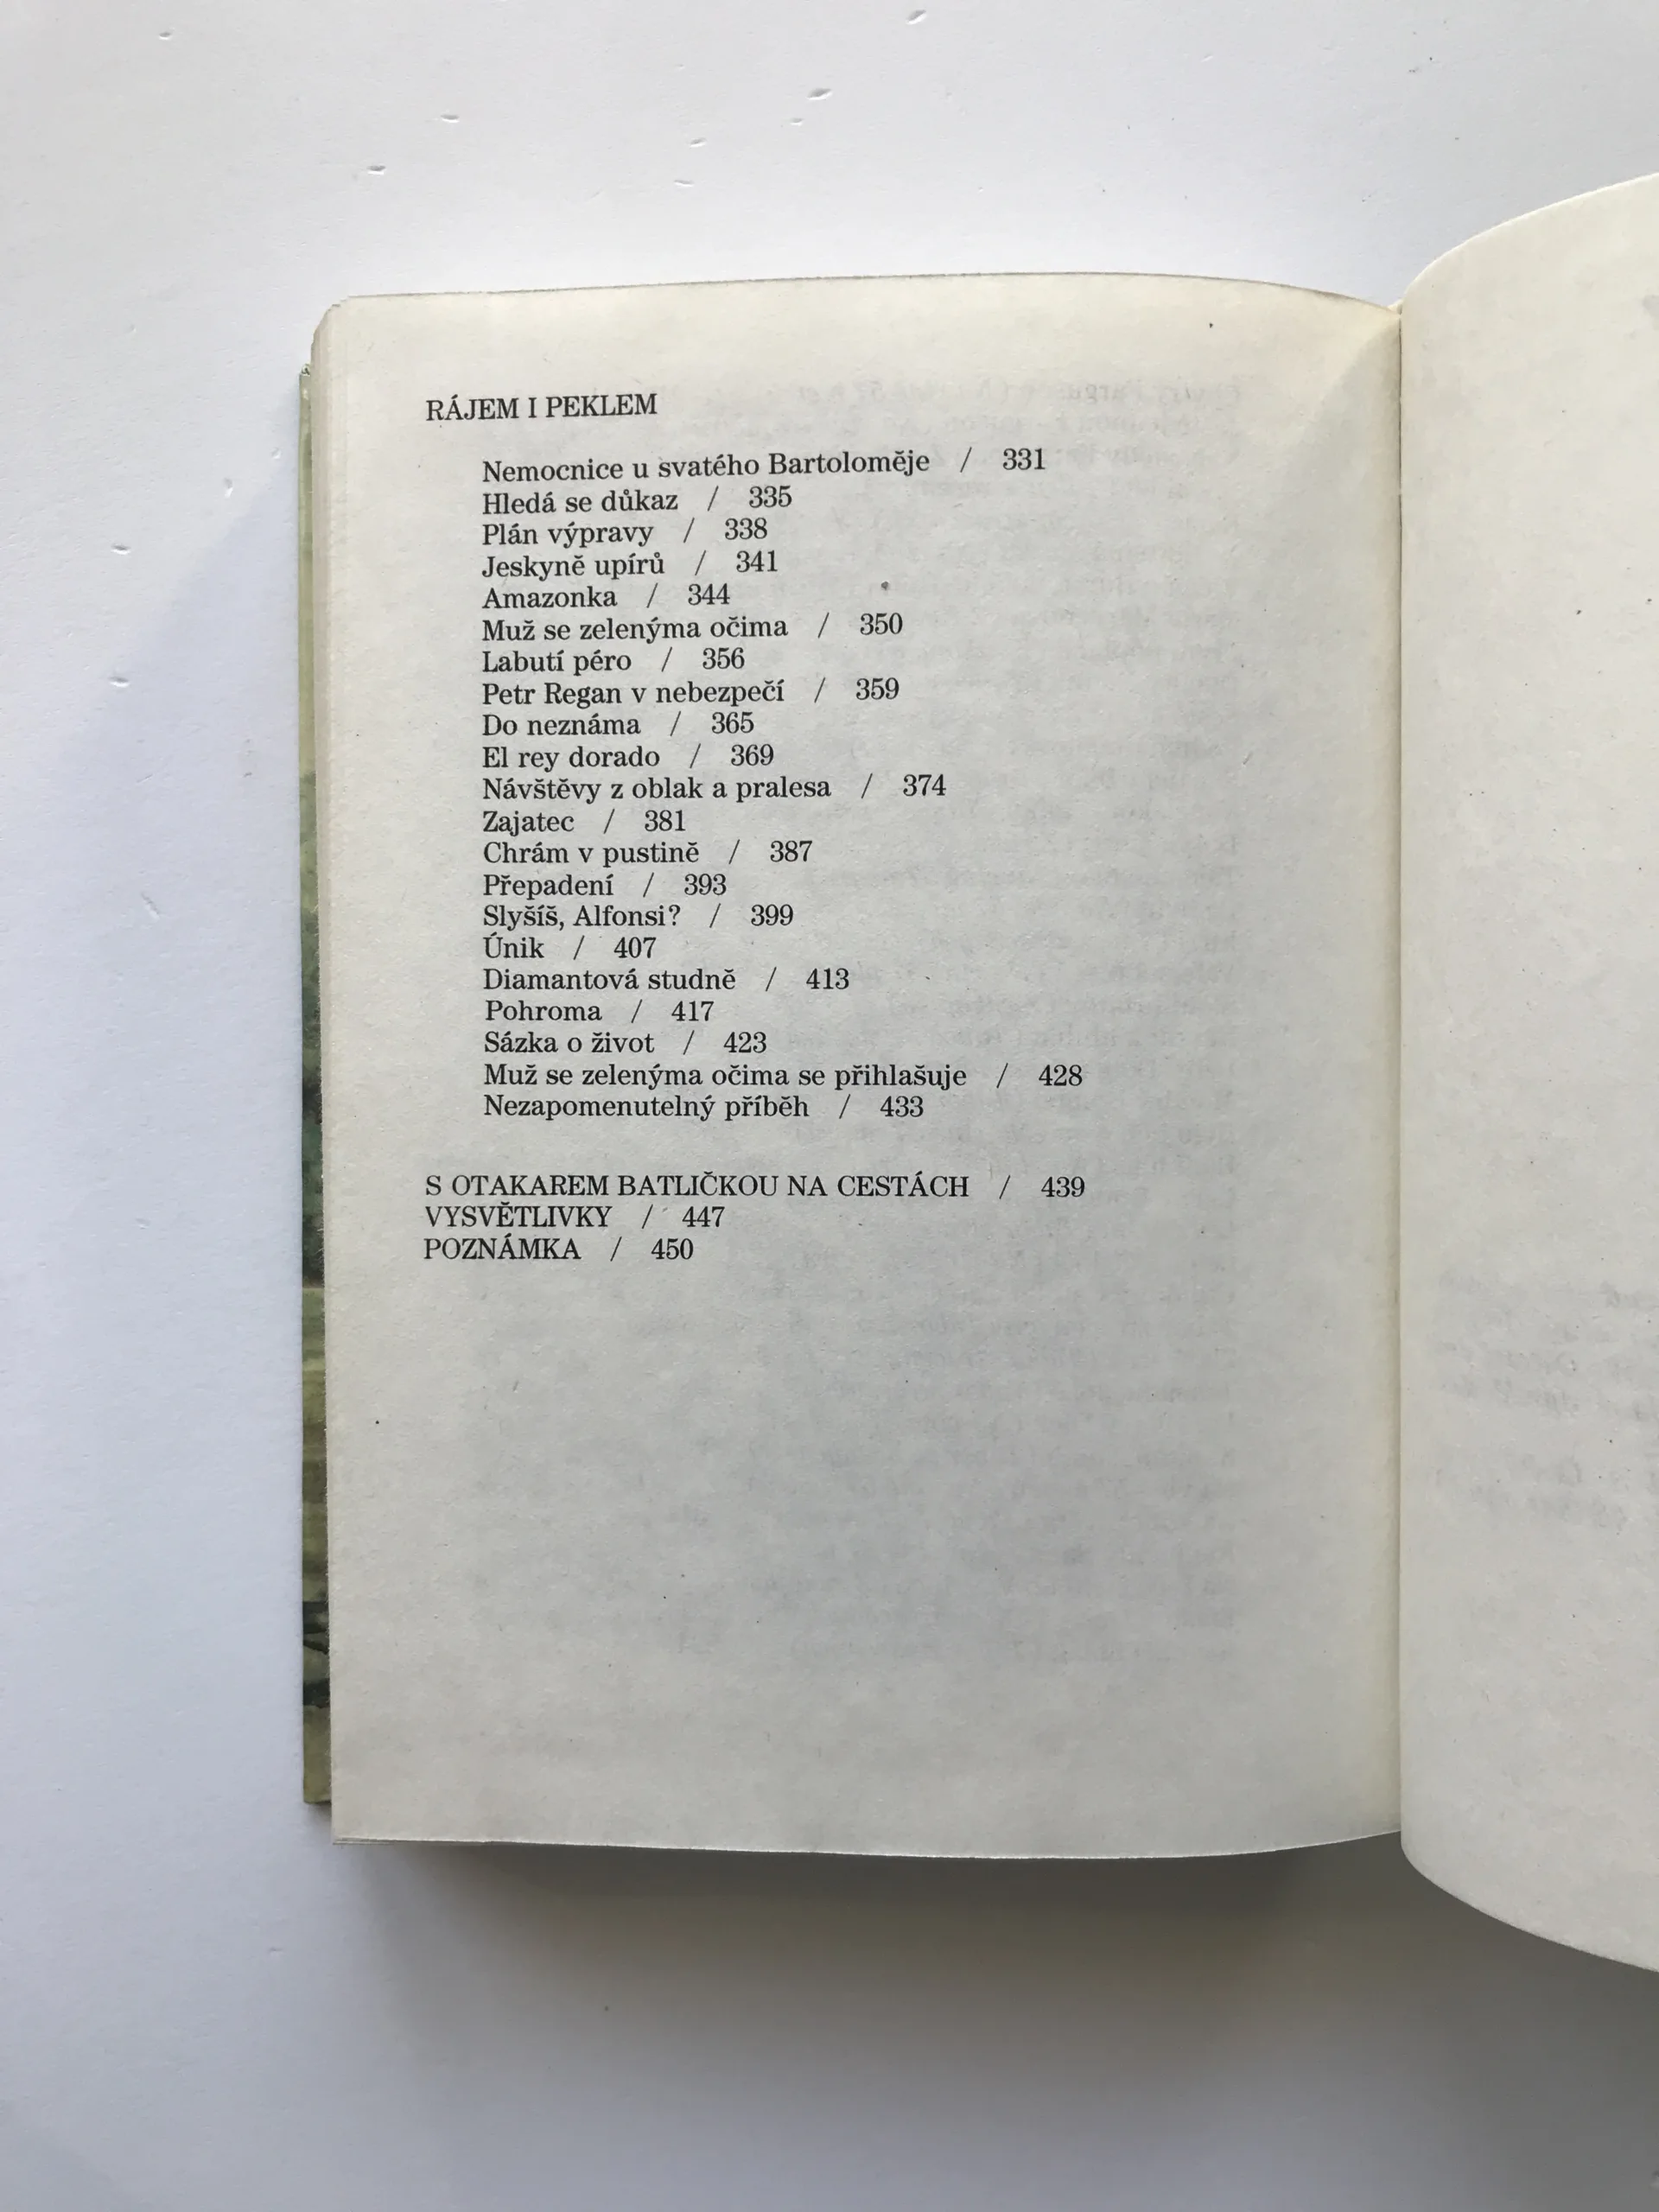 RÁJEM I PEKLEM
Nemocnice u svatého Bartoloměje / 331
Hledá se důkaz / 335
Plán výpravy / 338
Jeskyně upírů / 341
Amazonka / 344
Muž se zelenýma očima / 350
Labutí péro / 356
Petr Regan v nebezpečí / 359
Do neznáma / 365
El rey dorado / 369
Návštěvy z oblak a pralesa / 374
Zajatec / 381
Chrám v pustině / 387
Přepadení / 393
Slyšíš, Alfonsi? / 399
Únik / 407
Diamantová studně / 413
Pohroma / 417
Sázka o život / 423
Muž se zelenýma očima se přihlašuje / 428
Nezapomenutelný příběh / 433
S OTAKAREM BATLIČKOU NA CESTÁCH / 439
VYSVĚTLIVKY / 447
POZNÁMKA / 450